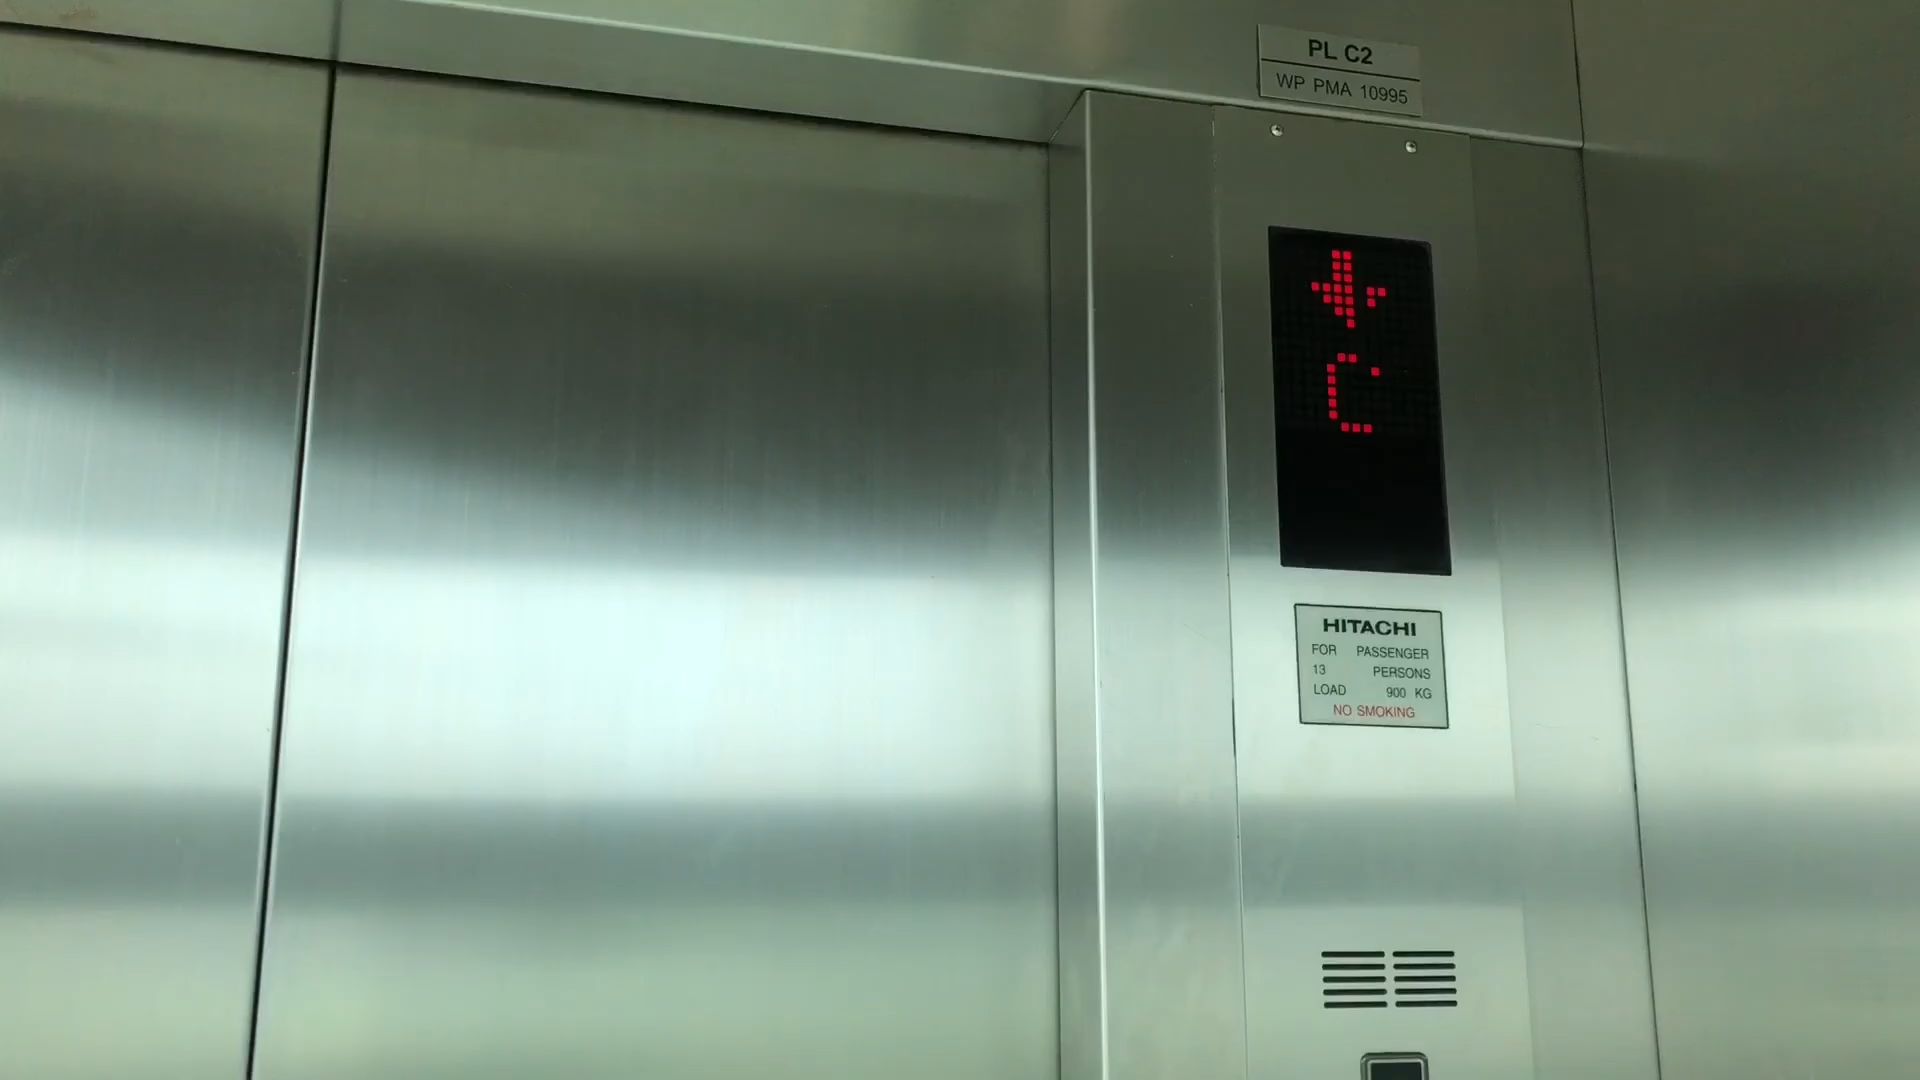 PL C2
WP PMA 10995
C
HITACHI
FOR PASSENGER
13 PERSONS
LOAD 900 KG
NO SMOKING